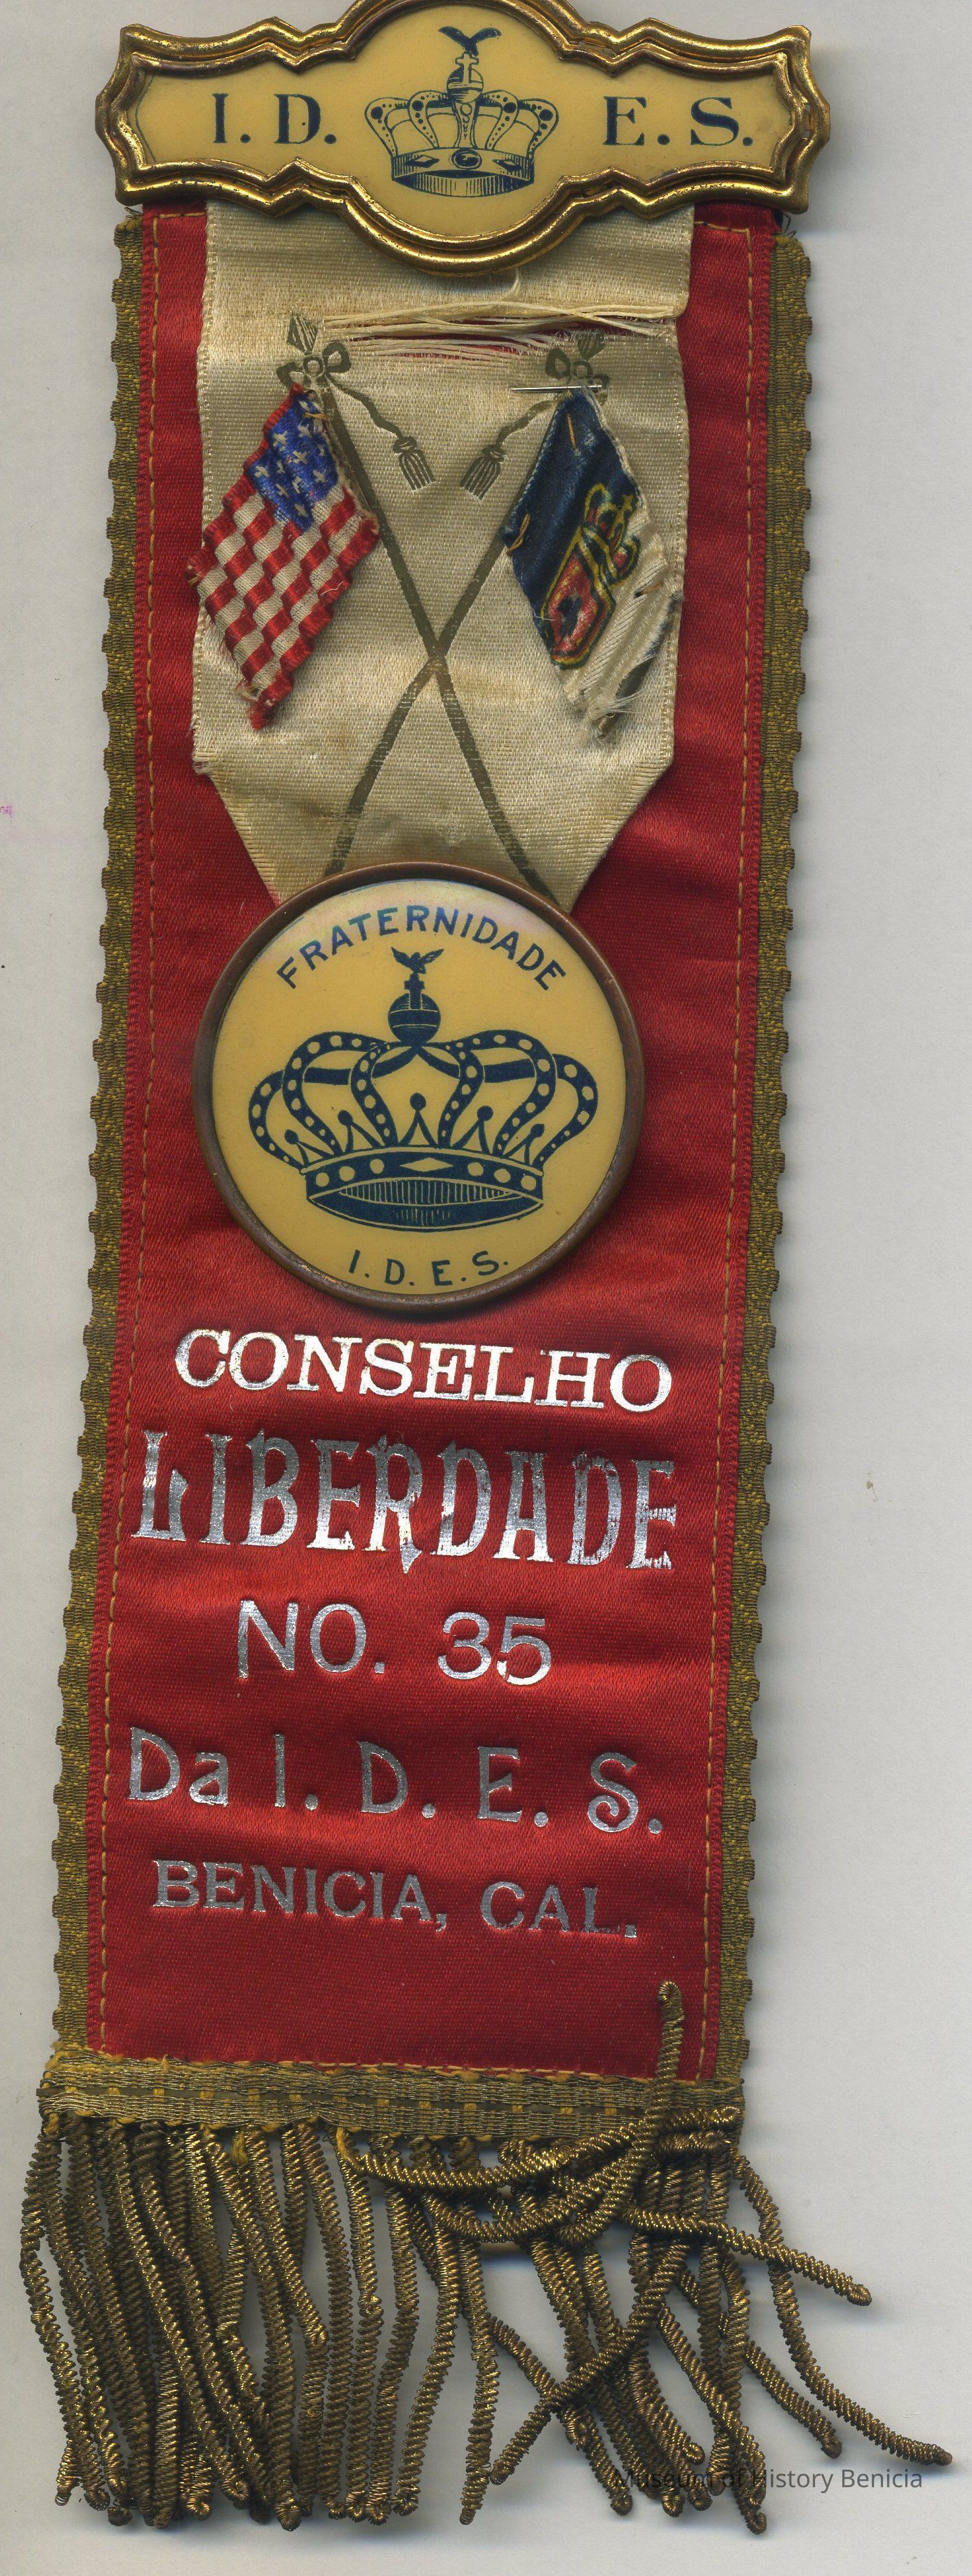 I. D. E. S.
FRATERNIDADE
I. D. E. S.
CONSELHO
LIBERDADE
NO. 35
Da I. D. E. S.
BENICIA, CAL.
Museum of History Benicia